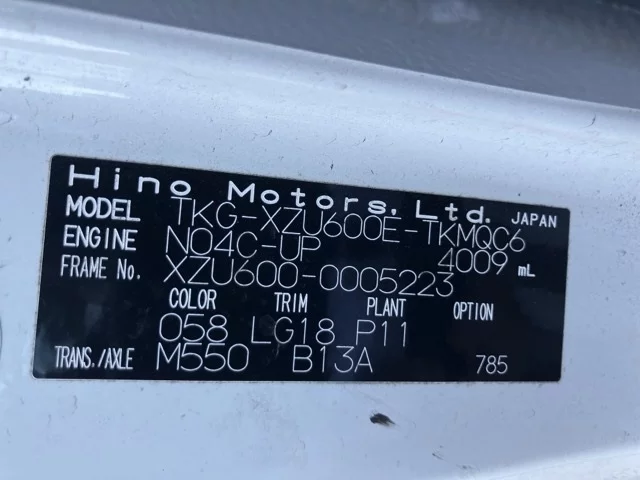 Hino Motors, Ltd. JAPAN
MODEL TKG-XZU600E-TKMQC6
ENGINE N04C-UP 4009 mL
FRAME No. XZU600-0005223
COLOR TRIM PLANT OPTION
058 LG18 P11
TRANS./AXLE M550 B13A 785